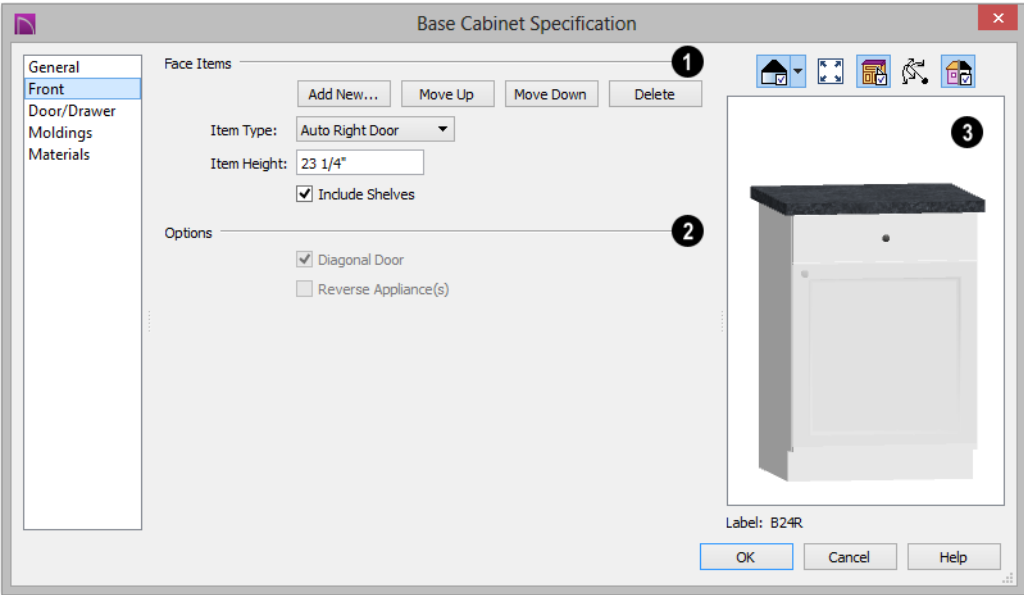 Base Cabinet Specification
General
Front
Door/Drawer
Moldings
Materials
Face Items
1
Add New... Move Up Move Down Delete
Item Type: Auto Right Door
Item Height: 23 1/4"
Include Shelves
Options
2
Diagonal Door
Reverse Appliance(s)
3
Label: B24R
OK Cancel Help